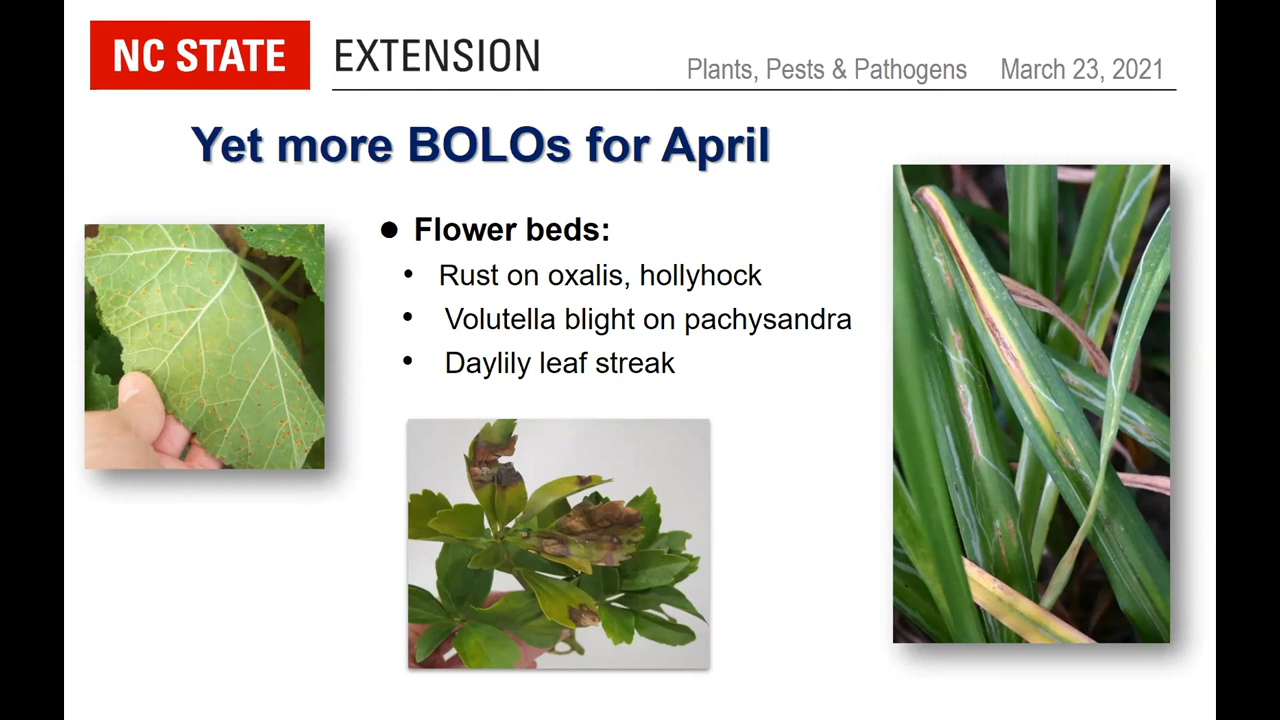 NC STATE EXTENSION
Plants, Pests & Pathogens March 23, 2021
Yet more BOLOs for April
● Flower beds:
• Rust on oxalis, hollyhock
• Volutella blight on pachysandra
• Daylily leaf streak